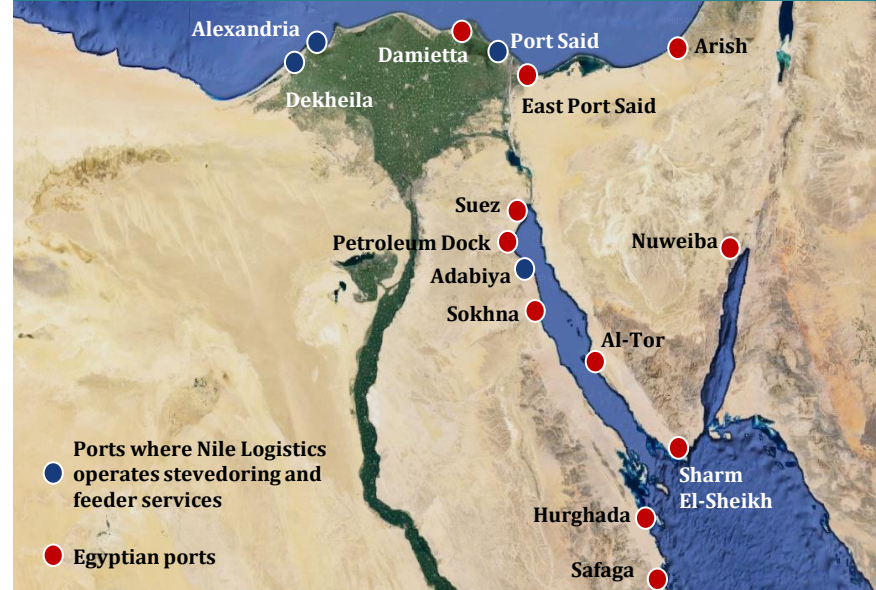 Alexandria
Dekheila
Damietta
Port Said
East Port Said
Arish
Suez
Petroleum Dock
Adabiya
Sokhna
Nuweiba
Al-Tor
Sharm
El-Sheikh
Hurghada
Safaga
Ports where Nile Logistics
operates stevedoring and
feeder services
Egyptian ports